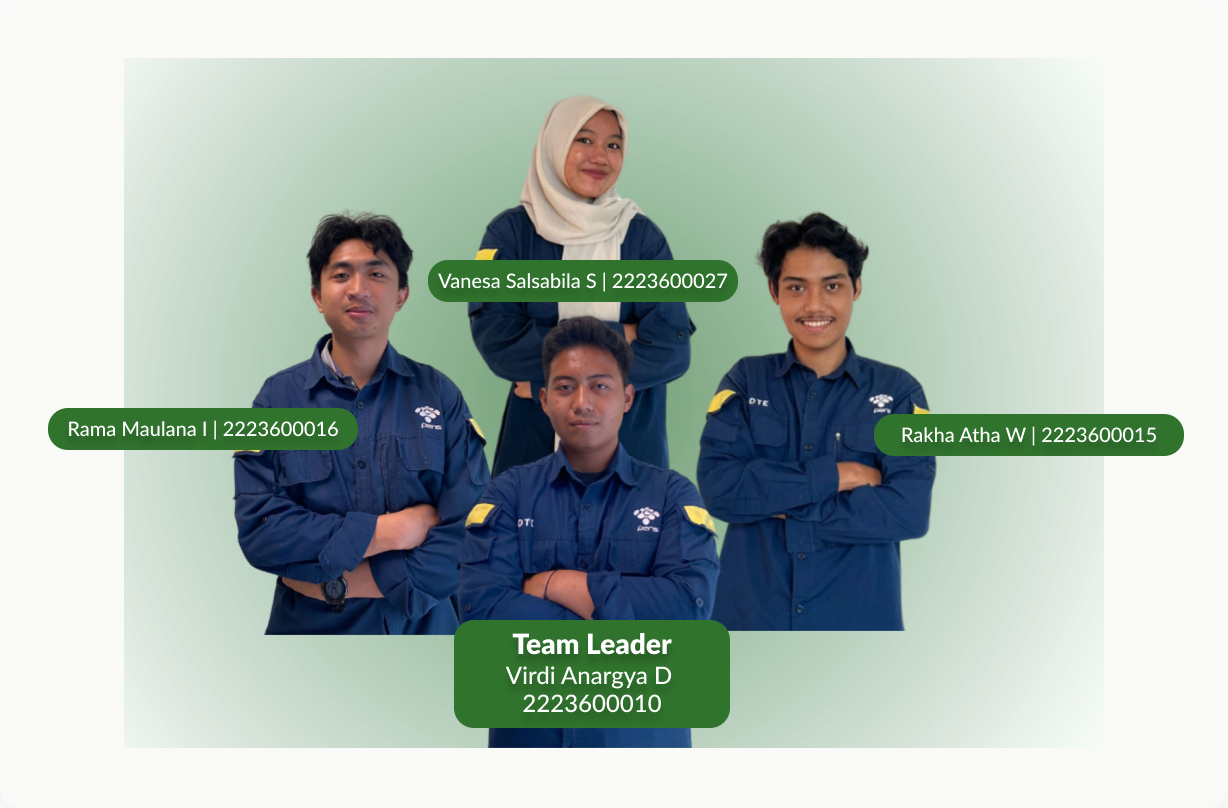 Vanesa Salsabila S | 2223600027
Rama Maulana I | 2223600016
pens
DTE
pens
Rakha Atha W | 2223600015
DTE
pens
Team Leader
Virdi Anargya D
2223600010